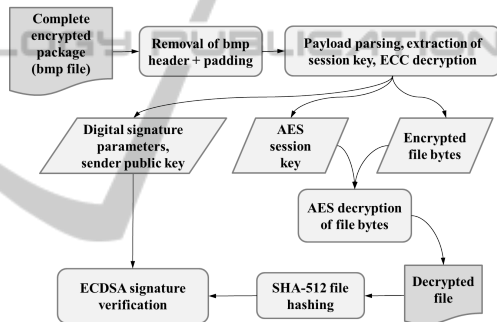 Complete
encrypted
package
(bmp file)
Removal of bmp
header + padding
Payload parsing, extraction of
session key, ECC decryption
Digital signature
parameters,
sender public key
AES
session
key
Encrypted
file bytes
AES decryption
of file bytes
ECDSA signature
verification
SHA-512 file
hashing
Decrypted
file
PUBLICATION